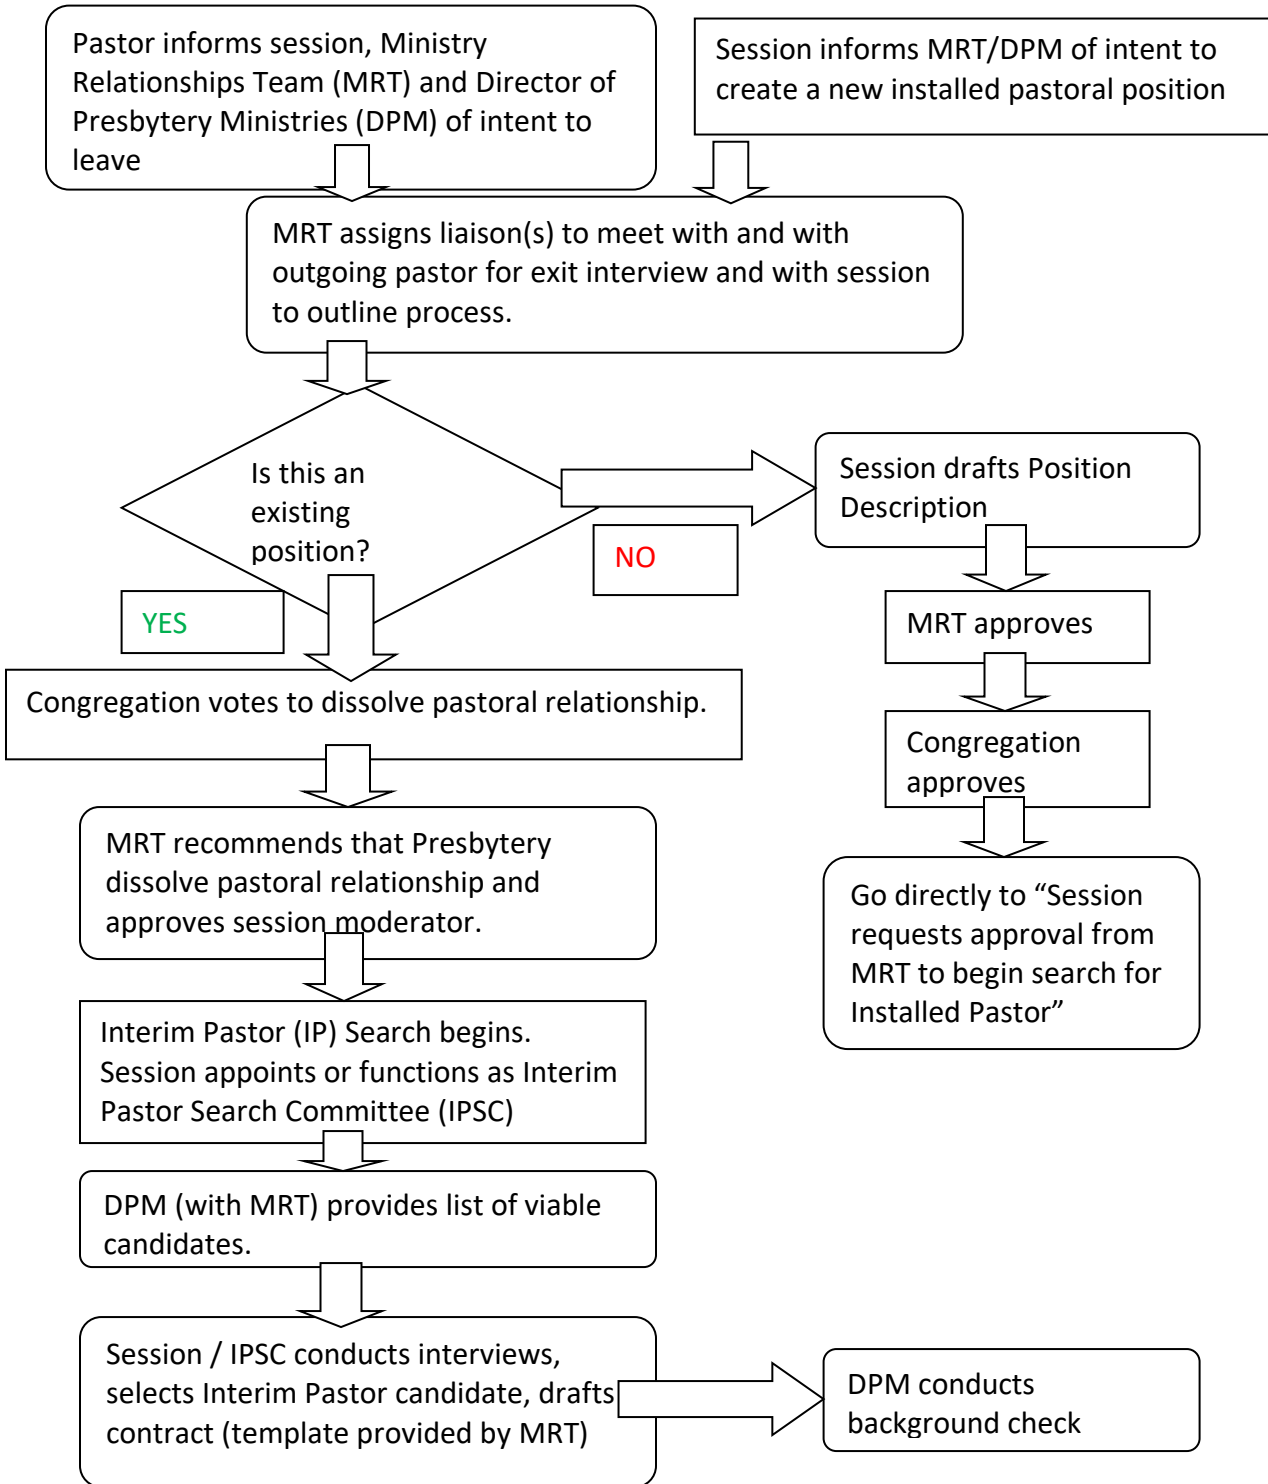 Pastor informs session, Ministry
Relationships Team (MRT) and Director of
Presbytery Ministries (DPM) of intent to
leave
Session informs MRT/DPM of intent to
create a new installed pastoral position
MRT assigns liaison(s) to meet with and with
outgoing pastor for exit interview and with session
to outline process.
Is this an
existing
position?
NO
YES
Session drafts Position
Description
MRT approves
Congregation
approves
Go directly to “Session
requests approval from
MRT to begin search for
Installed Pastor”
Congregation votes to dissolve pastoral relationship.
MRT recommends that Presbytery
dissolve pastoral relationship and
approves session moderator.
Interim Pastor (IP) Search begins.
Session appoints or functions as Interim
Pastor Search Committee (IPSC)
DPM (with MRT) provides list of viable
candidates.
Session / IPSC conducts interviews,
selects Interim Pastor candidate, drafts
contract (template provided by MRT)
DPM conducts
background check